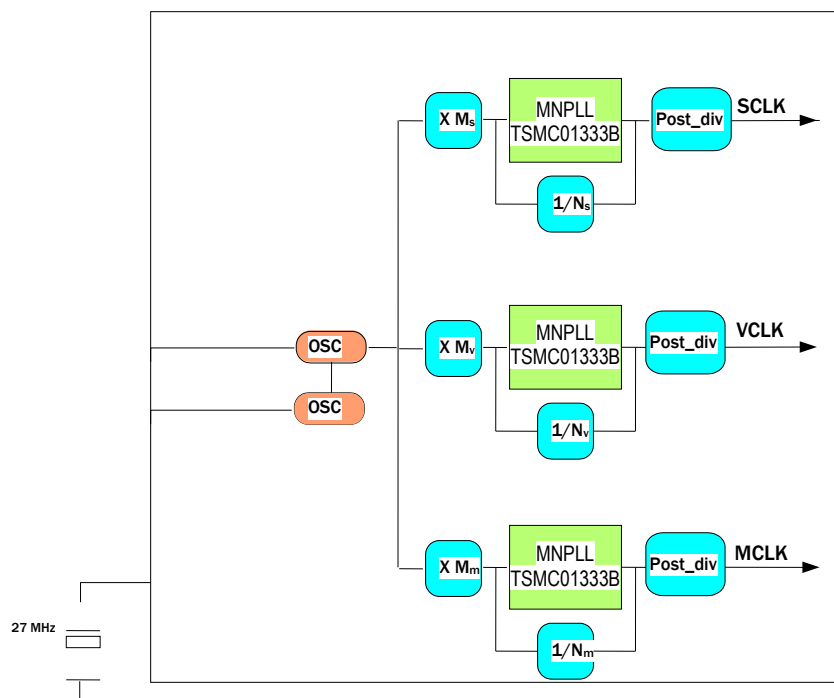 X Ms
MNPLL
TSMC01333B
Post_div
SCLK
1/Ns
OSC
OSC
X Mv
MNPLL
TSMC01333B
Post_div
VCLK
1/Nv
X Mm
MNPLL
TSMC01333B
Post_div
MCLK
1/Nm
27 MHz